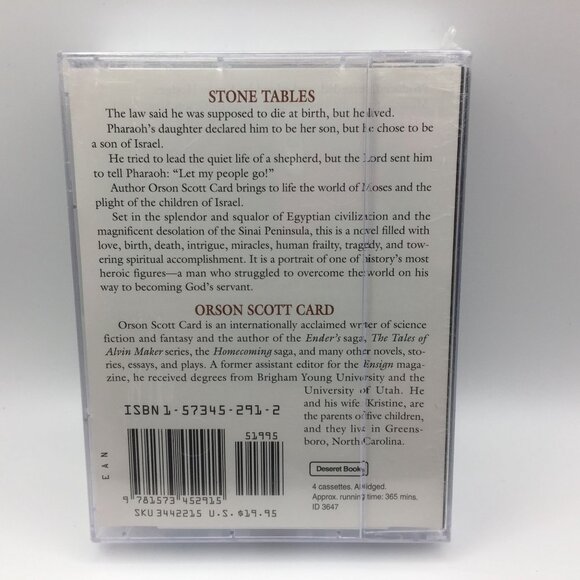 STONE TABLES
The law said he was supposed to die at birth, but he lived.
Pharaoh's daughter declared him to be her son, but he chose to be
a son of Israel.
He tried to lead the quiet life of a shepherd, but the Lord sent him
to tell Pharaoh: "Let my people go!"
Author Orson Scott Card brings to life the world of Moses and the
plight of the children of Israel.
Set in the splendor and squalor of Egyptian civilization and the
magnificent desolation of the Sinai Peninsula, this is a novel filled with
love, birth, death, intrigue, miracles, human frailty, tragedy, and tow-
ering spiritual accomplishment. It is a portrait of one of history's most
heroic figures—a man who struggled to overcome the world on his
way to becoming God's servant.
ORSON SCOTT CARD
Orson Scott Card is an internationally acclaimed writer of science
fiction and fantasy and the author of the Ender's saga, The Tales of
Alvin Maker series, the Homecoming saga, and many other novels, sto-
ries, essays, and plays. A former assistant editor for the Ensign maga-
zine, he received degrees from Brigham Young University and the
University of Utah. He
and his wife, Kristine, are
the parents of five children,
and they live in Greens-
boro, North Carolina.
ISBN 1-57345-291-2
51995
EAN
9 781573 452915
SKU 3442215 U.S. $19.95
Deseret Book
4 cassettes. Abridged.
Approx. running time: 365 mins.
ID 3647